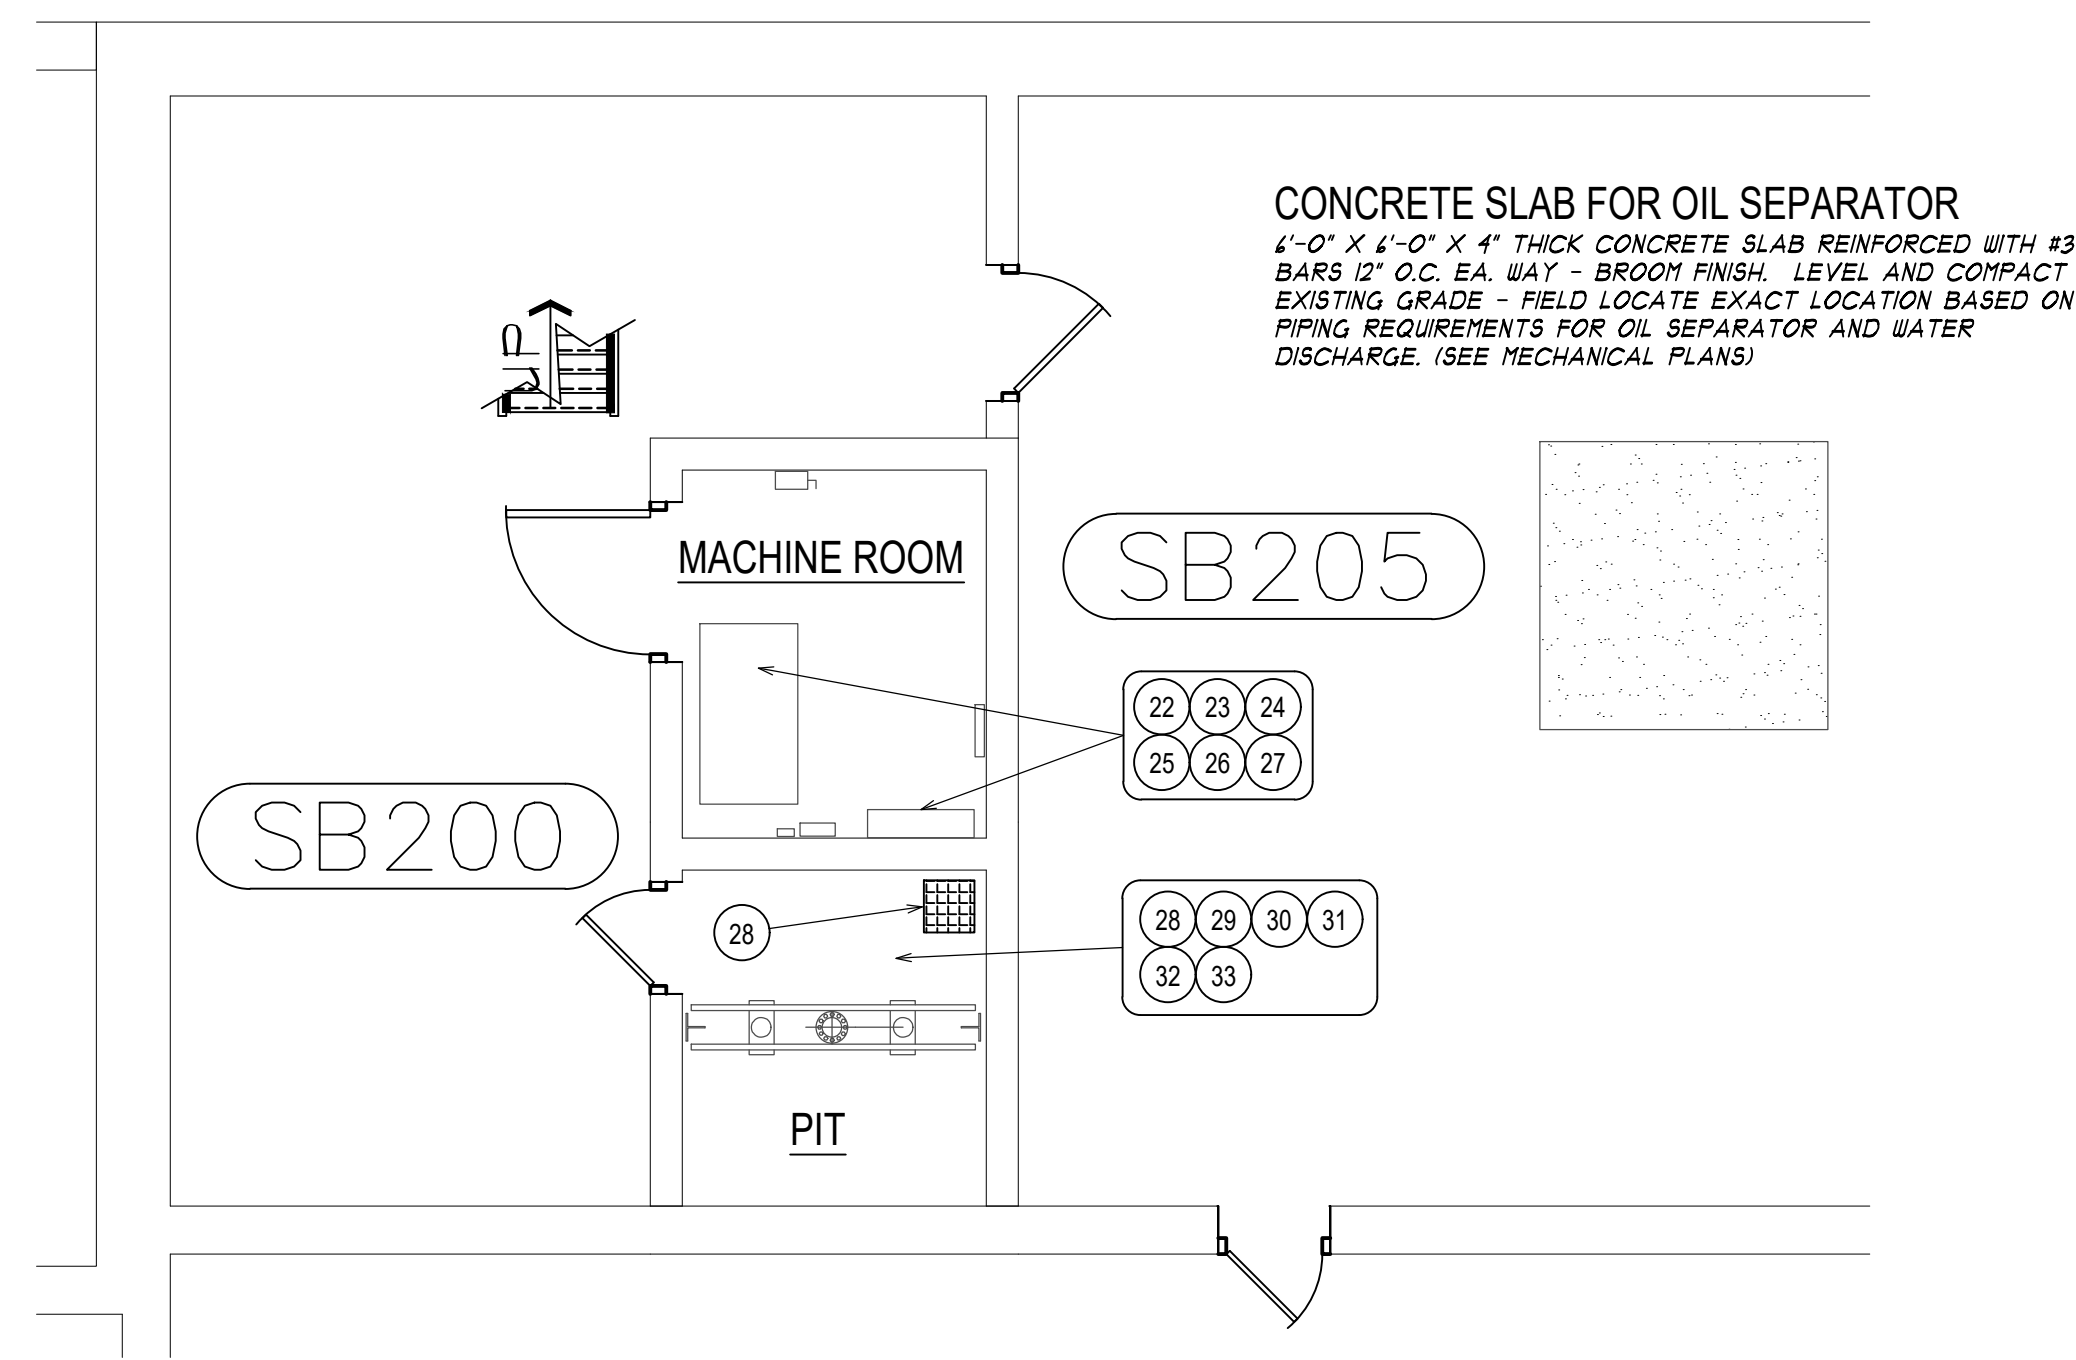 CONCRETE SLAB FOR OIL SEPARATOR
6'-0" X 6'-0" X 4" THICK CONCRETE SLAB REINFORCED WITH #3
BARS 12" O.C. EA. WAY - BROOM FINISH. LEVEL AND COMPACT
EXISTING GRADE - FIELD LOCATE EXACT LOCATION BASED ON
PIPING REQUIREMENTS FOR OIL SEPARATOR AND WATER
DISCHARGE. (SEE MECHANICAL PLANS)
MACHINE ROOM
SB205
22 23 24
25 26 27
SB200
28
28 29 30 31
32 33
PIT